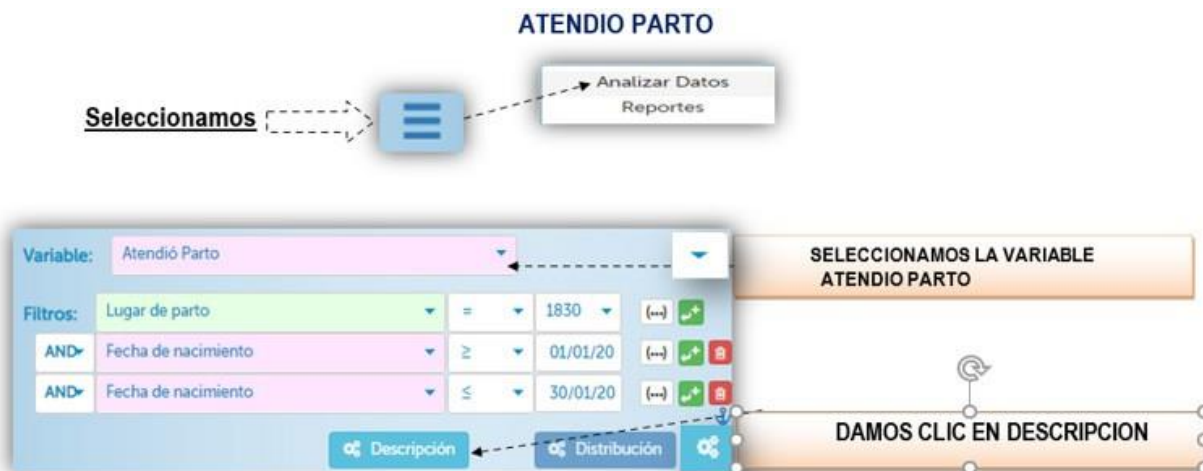 ATENDIO PARTO
Analizar Datos
Reportes
Seleccionamos
Variable: Atendió Parto
SELECCIONAMOS LA VARIABLE
ATENDIO PARTO
Filtros: Lugar de parto = 1830 (...)
AND Fecha de nacimiento ≥ 01/01/20 (...)
AND Fecha de nacimiento ≤ 30/01/20 (...)
Descripción Distribución
DAMOS CLIC EN DESCRIPCION